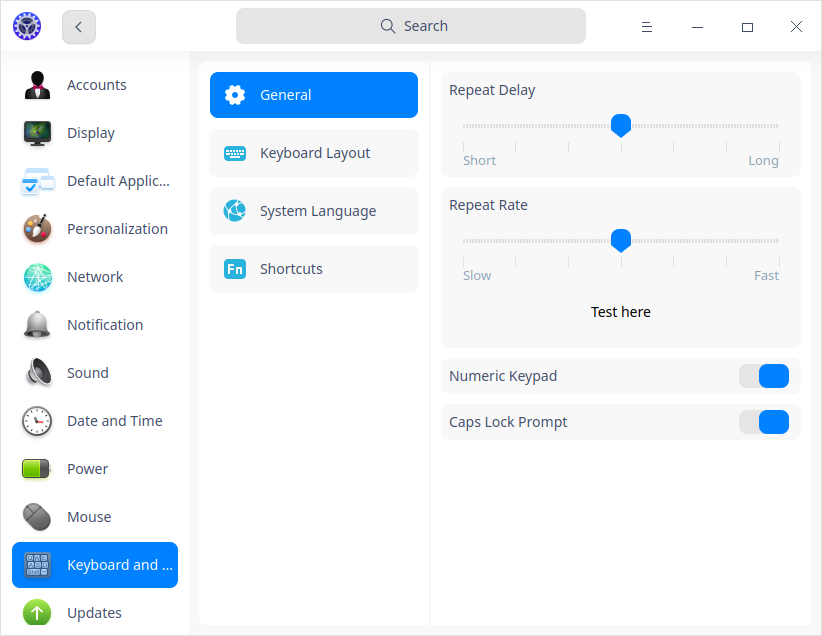 Search
Accounts
Display
Default Applic...
Personalization
Network
Notification
Sound
Date and Time
Power
Mouse
Keyboard and ...
Updates
General
Keyboard Layout
System Language
Fn Shortcuts
Repeat Delay
Short Long
Repeat Rate
Slow Fast
Test here
Numeric Keypad
Caps Lock Prompt